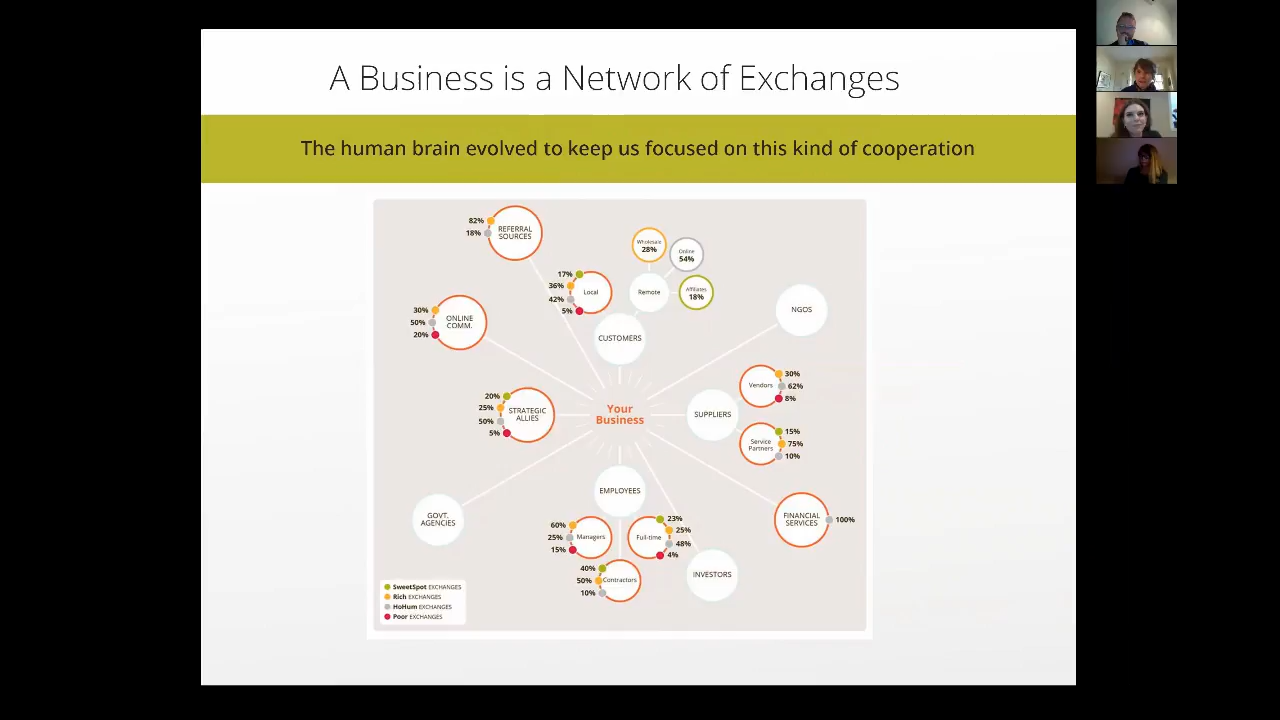 A Business is a Network of Exchanges
The human brain evolved to keep us focused on this kind of cooperation
82%
18%
REFERRAL
SOURCES
Wholesale
28%
Online
54%
17%
36%
42%
5%
Local
Remote
Affiliates
18%
30%
50%
20%
ONLINE
COMM.
CUSTOMERS
NGOS
20%
25%
50%
5%
STRATEGIC
ALLIES
Your
Business
SUPPLIERS
Vendors
30%
62%
8%
Service
Partners
15%
75%
10%
GOVT.
AGENCIES
EMPLOYEES
60%
25%
15%
Managers
Full-time
23%
25%
48%
4%
40%
50%
10%
Contractors
INVESTORS
FINANCIAL
SERVICES
100%
SweetSpot EXCHANGES
Rich EXCHANGES
HoHum EXCHANGES
Poor EXCHANGES